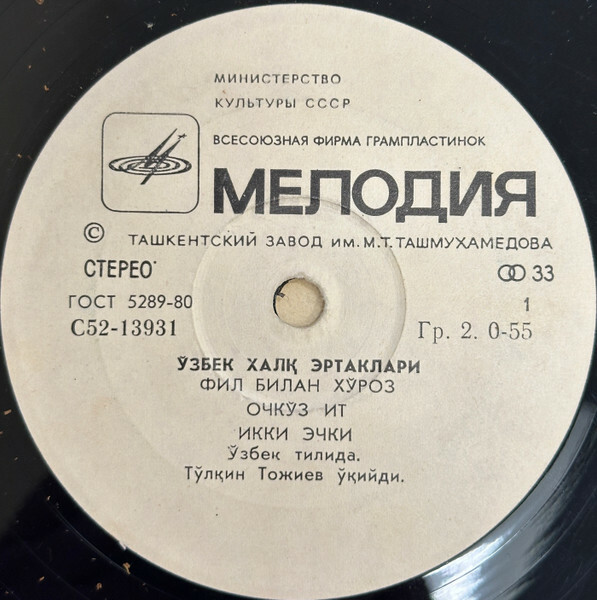 МИНИСТЕРСТВО
КУЛЬТУРЫ СССР
ВСЕСОЮЗНАЯ ФИРМА ГРАМПЛАСТИНОК
МЕЛОДИЯ
© ТАШКЕНТСКИЙ ЗАВОД ИМ. М.Т. ТАШМУХАМЕДОВА
СТЕРЕО 33
ГОСТ 5289-80 1
С52-13931 Гр. 2. 0-55
ЎЗБЕК ХАЛҚ ЭРТАКЛАРИ
ФИЛ БИЛАН ХЎРОЗ
ОЧКЎЗ ИТ
ИККИ ЭЧКИ
Ўзбек тилида.
Тўлқин Тожиев ўқийди.